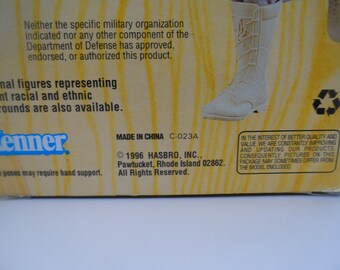 Neither the specific military organization
indicated nor any other component of the
Department of Defense has approved,
endorsed, or authorized this product.
nal figures representing
nt racial and ethnic
rounds are also available.
Kenner
poses may require hand support.
MADE IN CHINA C-023A
© 1996 HASBRO, INC.,
Pawtucket, Rhode Island 02862.
All Rights Reserved.
IN THE INTEREST OF BETTER QUALITY AND
VALUE, WE ARE CONSTANTLY IMPROVING
AND UPDATING OUR PRODUCTS.
CONSEQUENTLY, PICTURES ON THIS
PACKAGE MAY SOMETIMES DIFFER FROM
THE MODEL ENCLOSED.